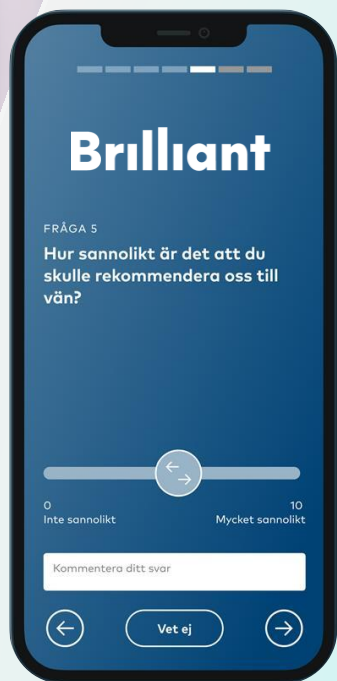 Brilliant
FRÅGA 5
Hur sannolikt är det att du
skulle rekommendera oss till
vän?
0
10
Inte sannolikt
Mycket sannolikt
Kommentera ditt svar
Vet ej